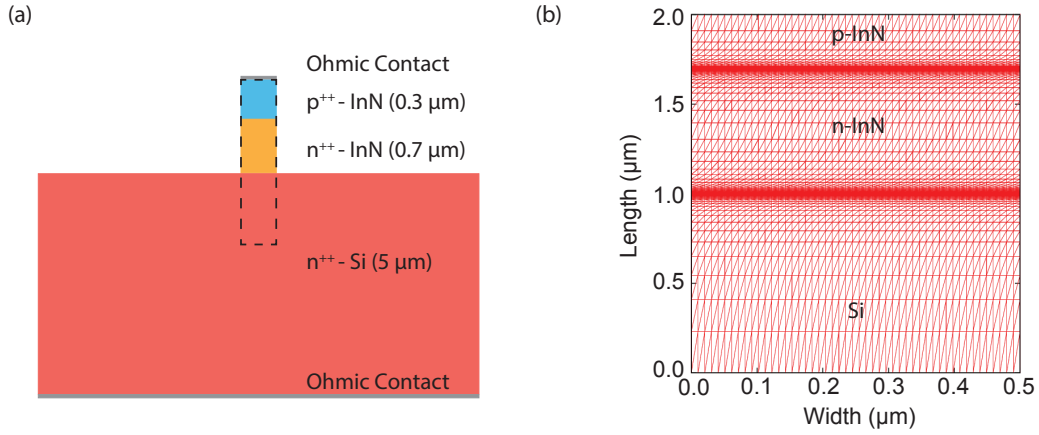 (a)
Ohmic Contact
p⁺⁺- InN (0.3 μm)
n⁺⁺- InN (0.7 μm)
n⁺⁺- Si (5 μm)
Ohmic Contact
(b)
2.0
1.5
1.0
0.5
0.0
Length (μm)
p-InN
n-InN
Si
0.0 0.1 0.2 0.3 0.4 0.5
Width (μm)